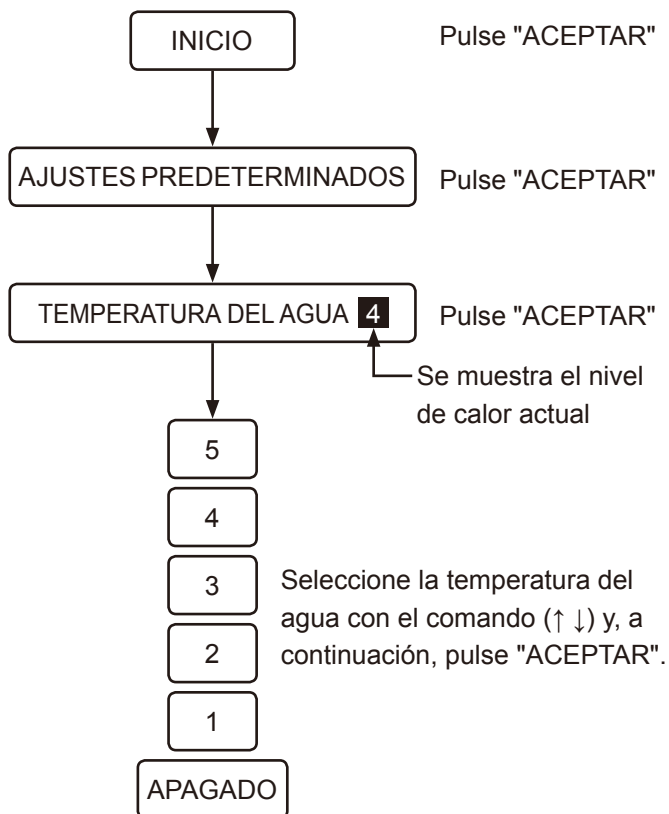 INICIO
Pulse "ACEPTAR"
AJUSTES PREDETERMINADOS
Pulse "ACEPTAR"
TEMPERATURA DEL AGUA 4
Pulse "ACEPTAR"
Se muestra el nivel
de calor actual
5
4
3
Seleccione la temperatura del
agua con el comando (↑ ↓) y, a
continuación, pulse "ACEPTAR".
2
1
APAGADO